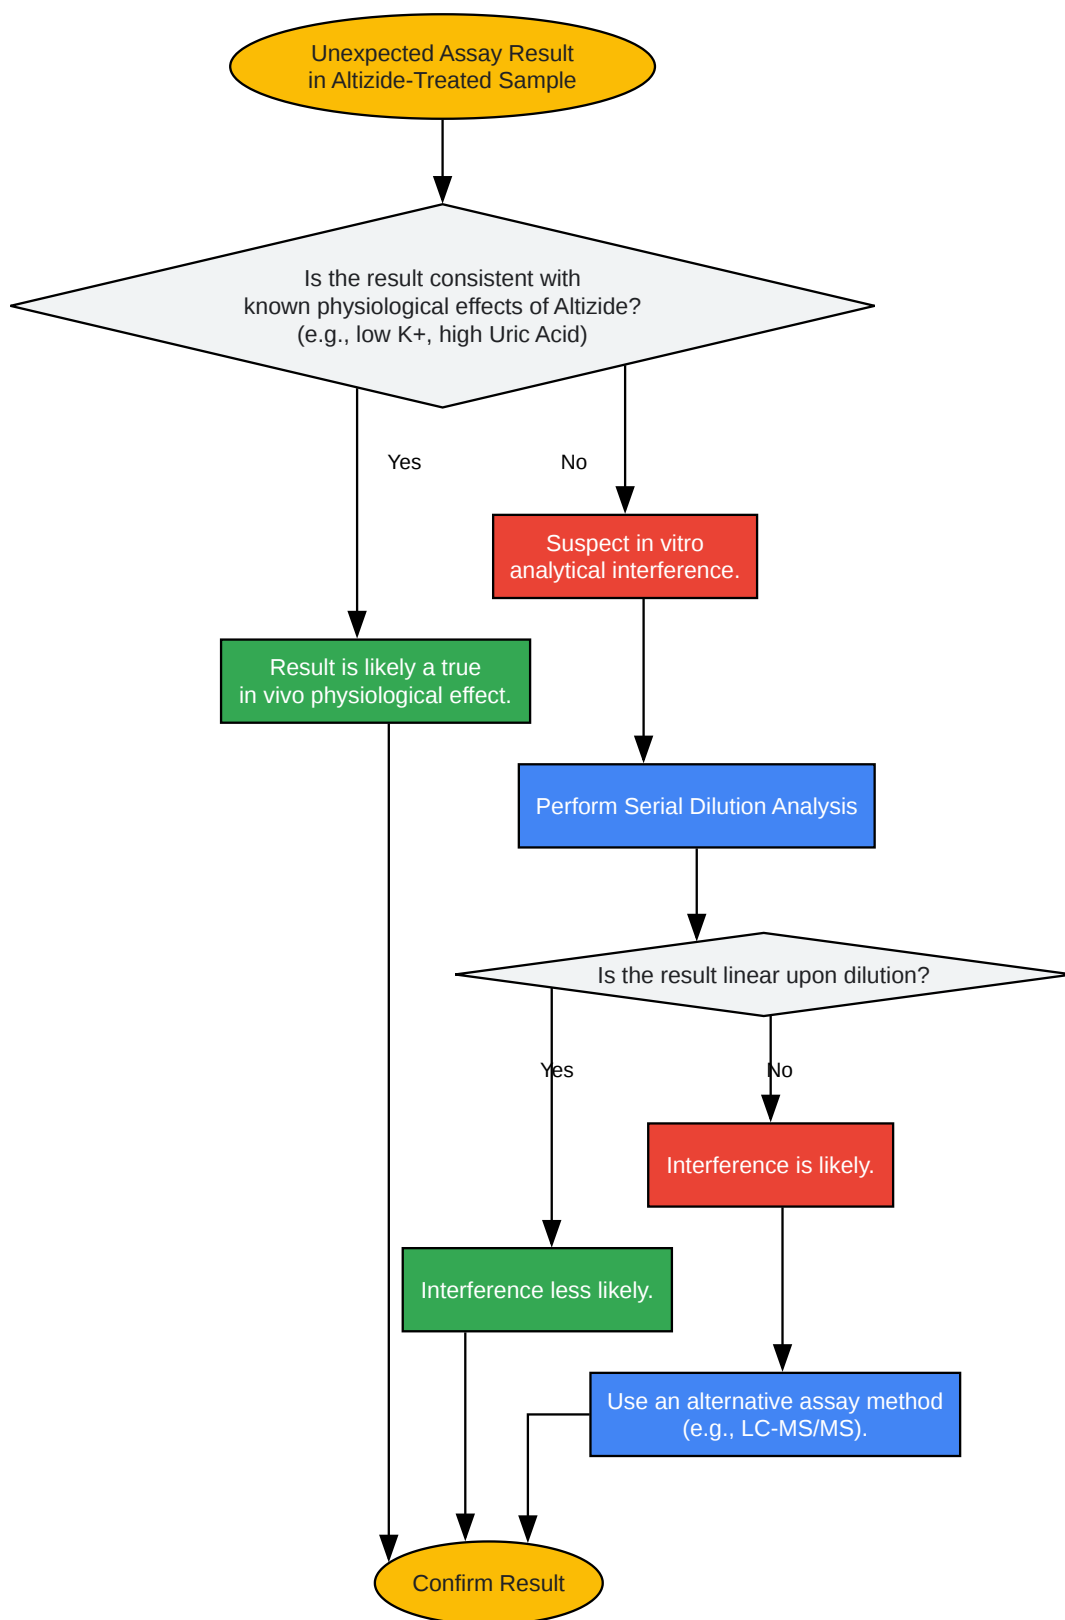 Unexpected Assay Result
in Altizide-Treated Sample
Is the result consistent with
known physiological effects of Altizide?
(e.g., low K+, high Uric Acid)
Yes
No
Suspect in vitro
analytical interference.
Result is likely a true
in vivo physiological effect.
Perform Serial Dilution Analysis
Is the result linear upon dilution?
Yes
No
Interference is likely.
Interference less likely.
Use an alternative assay method
(e.g., LC-MS/MS).
Confirm Result